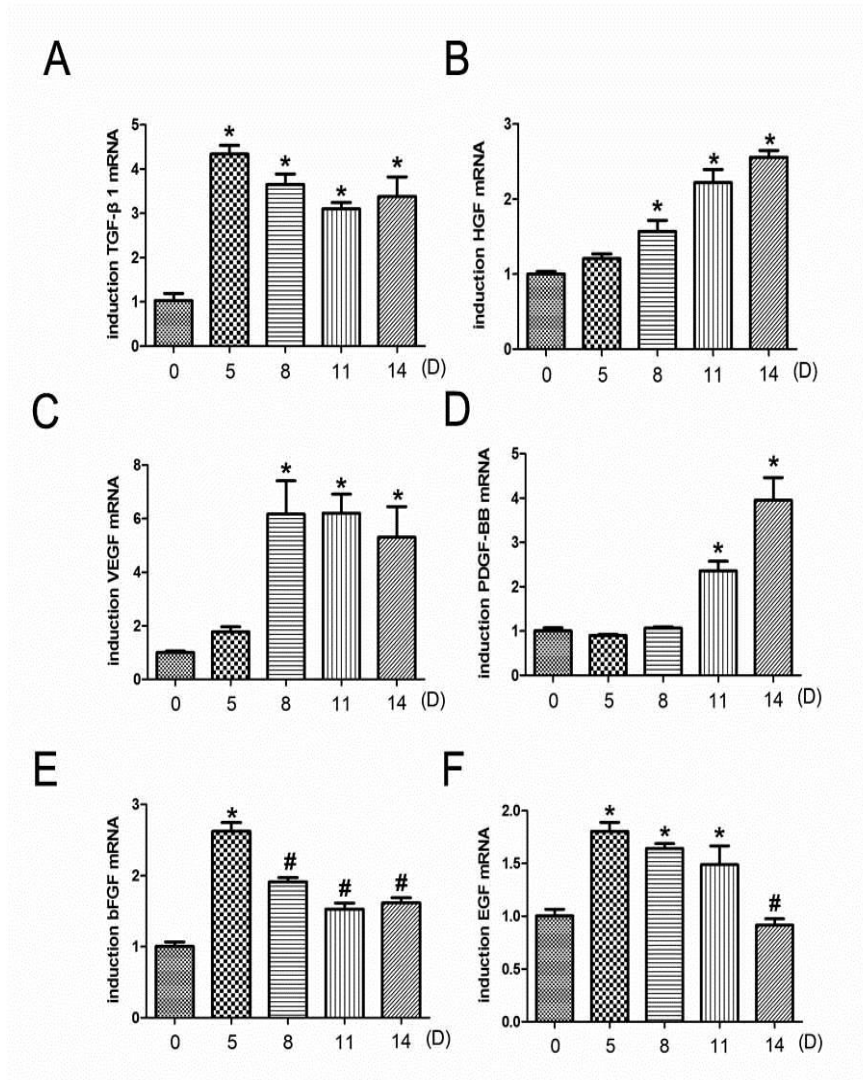 A
induction TGF-β 1 mRNA
5
4
3
2
1
0
* * * *
0 5 8 11 14 (D)
B
induction HGF mRNA
3
2
1
0
* * *
0 5 8 11 14 (D)
C
induction VEGF mRNA
8
6
4
2
0
* * *
0 5 8 11 14 (D)
D
induction PDGF-BB mRNA
5
4
3
2
1
0
* *
0 5 8 11 14 (D)
E
induction bFGF mRNA
3
2
1
0
* # # #
0 5 8 11 14 (D)
F
induction EGF mRNA
2.0
1.5
1.0
0.5
0.0
* * * #
0 5 8 11 14 (D)